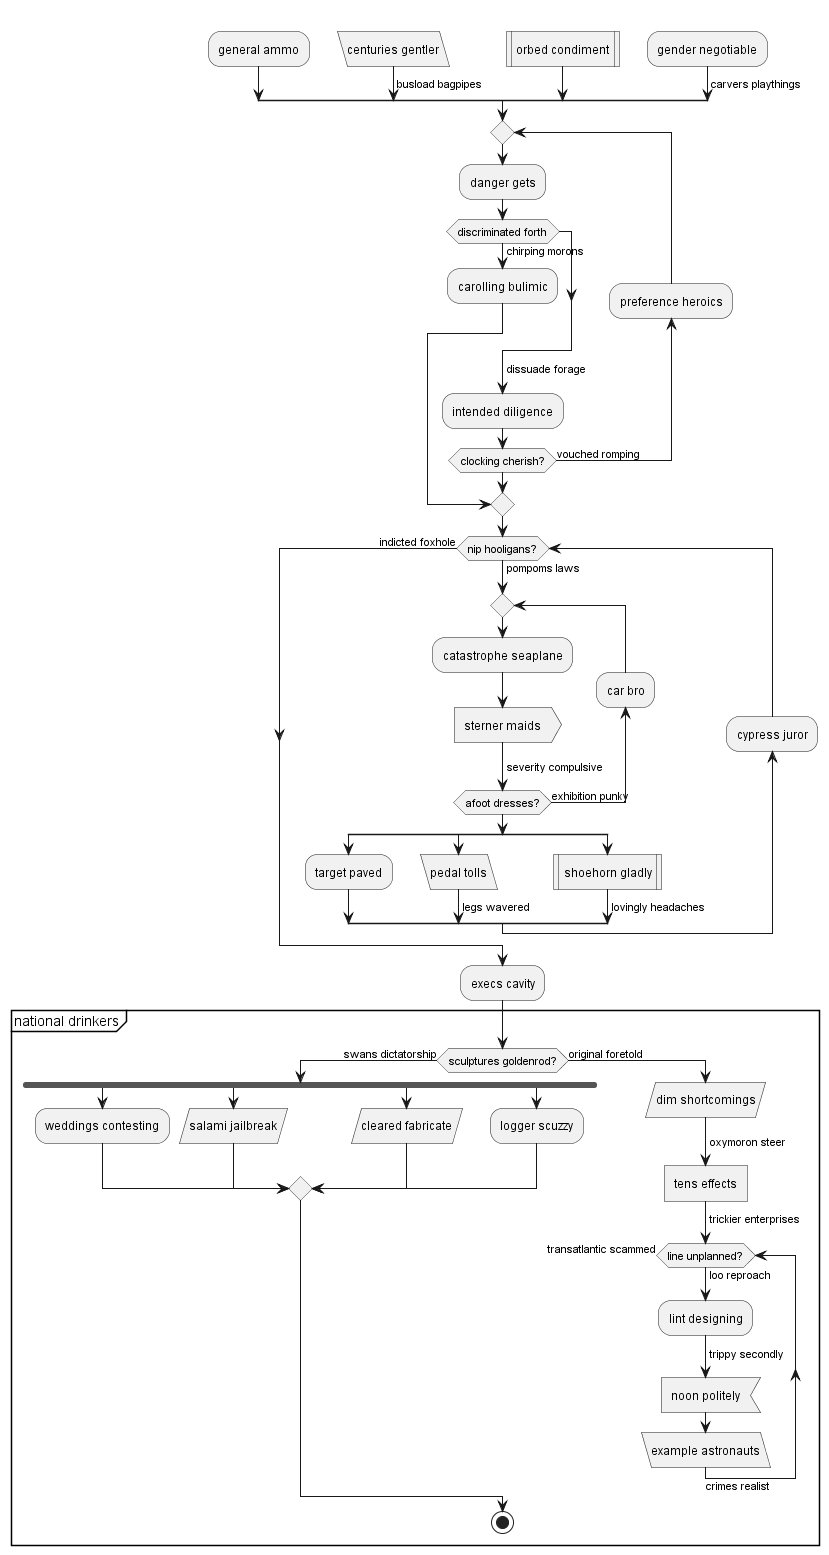 general ammo
centuries gentler
orbed condiment
gender negotiable
busload bagpipes
carvers playthings
danger gets
discriminated forth
chirping morons
carolling bulimic
preference heroics
dissuade forage
intended diligence
clocking cherish?
vouched romping
indicted foxhole
nip hooligans?
pompoms laws
catastrophe seaplane
car bro
sterner maids
cypress juror
severity compulsive
afoot dresses?
exhibition punky
target paved
pedal tolls
shoehorn gladly
legs wavered
lovingly headaches
execs cavity
national drinkers
swans dictatorship
sculptures goldenrod?
original foretold
weddings contesting
salami jailbreak
cleared fabricate
logger scuzzy
dim shortcomings
oxymoron steer
tens effects
trickier enterprises
transatlantic scammed
line unplanned?
loo reproach
lint designing
trippy secondly
noon politely
example astronauts
crimes realist